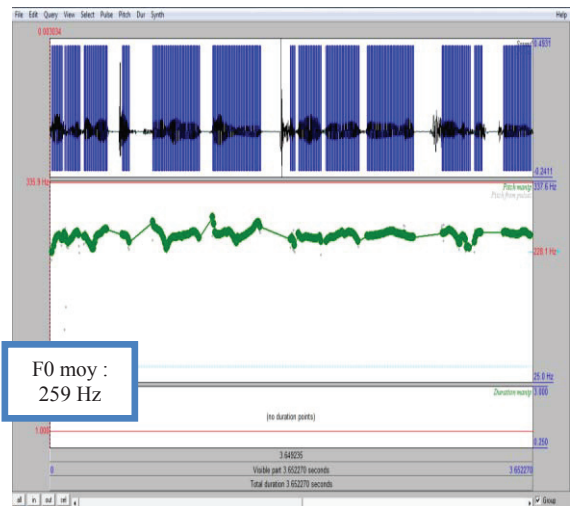 File Edit Query View Select Pulse Pitch Dur Synth Help
0.003034
0.4931
-0.2411
335.9 Hz
Pitch manip 337.6 Hz
Pitch from pulses
228.1 Hz
F0 moy :
259 Hz
25.0 Hz
Duration manip 3.000
(no duration points)
1.000
0.250
3.649235
0 Visible part 3.652270 seconds 3.652270
Total duration 3.652270 seconds
all in out sel Group